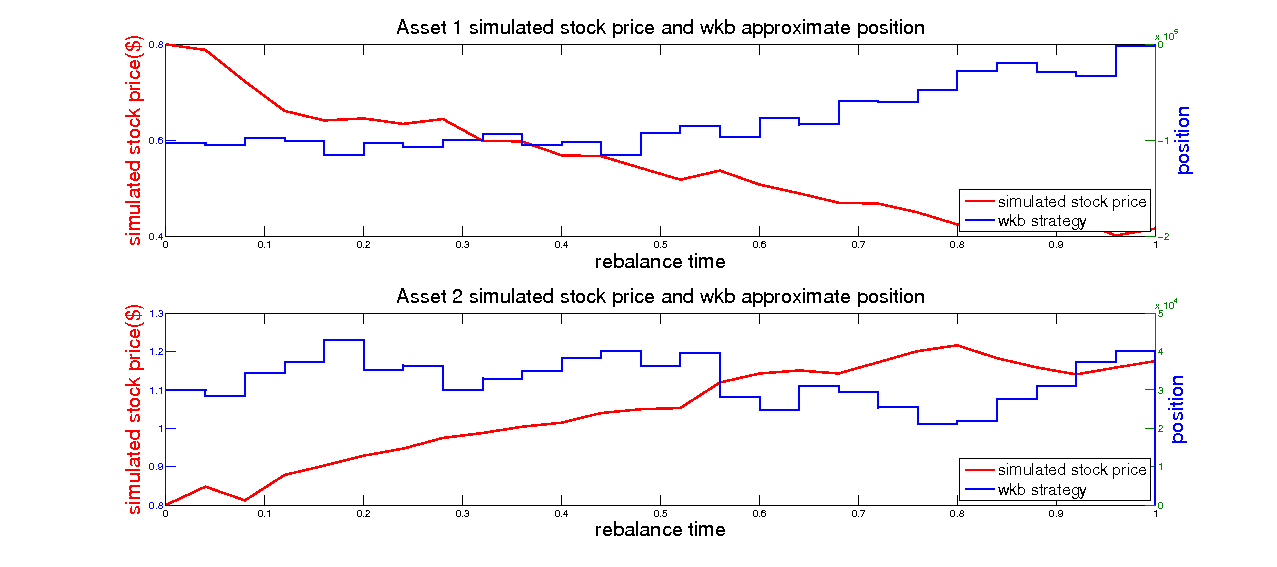 Asset 1 simulated stock price and wkb approximate position
x 10^5
simulated stock price($)
0.8
0.6
0.4
0
-1
-2
position
simulated stock price
wkb strategy
0 0.1 0.2 0.3 0.4 0.5 0.6 0.7 0.8 0.9 1
rebalance time
Asset 2 simulated stock price and wkb approximate position
x 10^4
simulated stock price($)
1.3
1.2
1.1
1
0.9
0.8
5
4
3
2
1
0
position
simulated stock price
wkb strategy
0 0.1 0.2 0.3 0.4 0.5 0.6 0.7 0.8 0.9 1
rebalance time